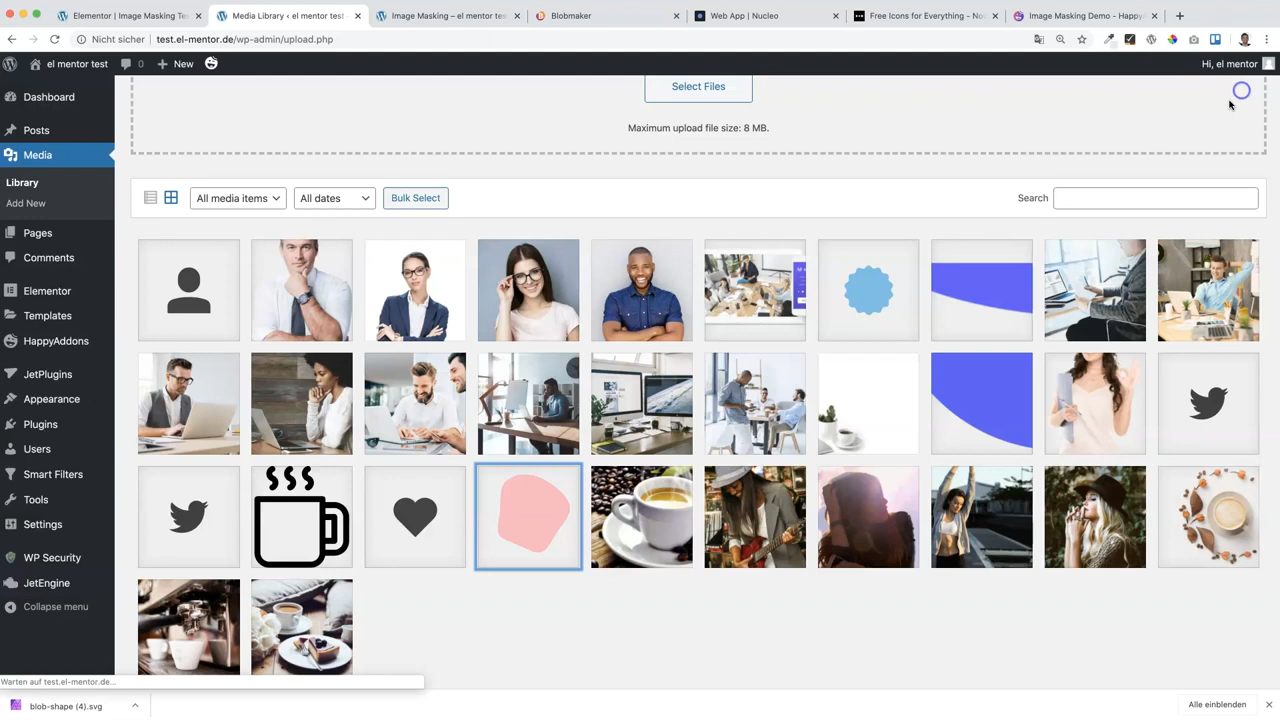 Elementor | Image Masking Te
Media Library ‹ el mentor test
Image Masking – el mentor te
Blobmaker
Web App | Nucleo
Free Icons for Everything - No
Image Masking Demo - Happy
Nicht sicher
test.el-mentor.de/wp-admin/upload.php
el mentor test
0
New
Hi, el mentor
Dashboard
Posts
Media
Library
Add New
Pages
Comments
Elementor
Templates
HappyAddons
JetPlugins
Appearance
Plugins
Users
Smart Filters
Tools
Settings
WP Security
JetEngine
Collapse menu
Select Files
Maximum upload file size: 8 MB.
All media items
All dates
Bulk Select
Search
Warten auf test.el-mentor.de...
blob-shape (4).svg
Alle einblenden